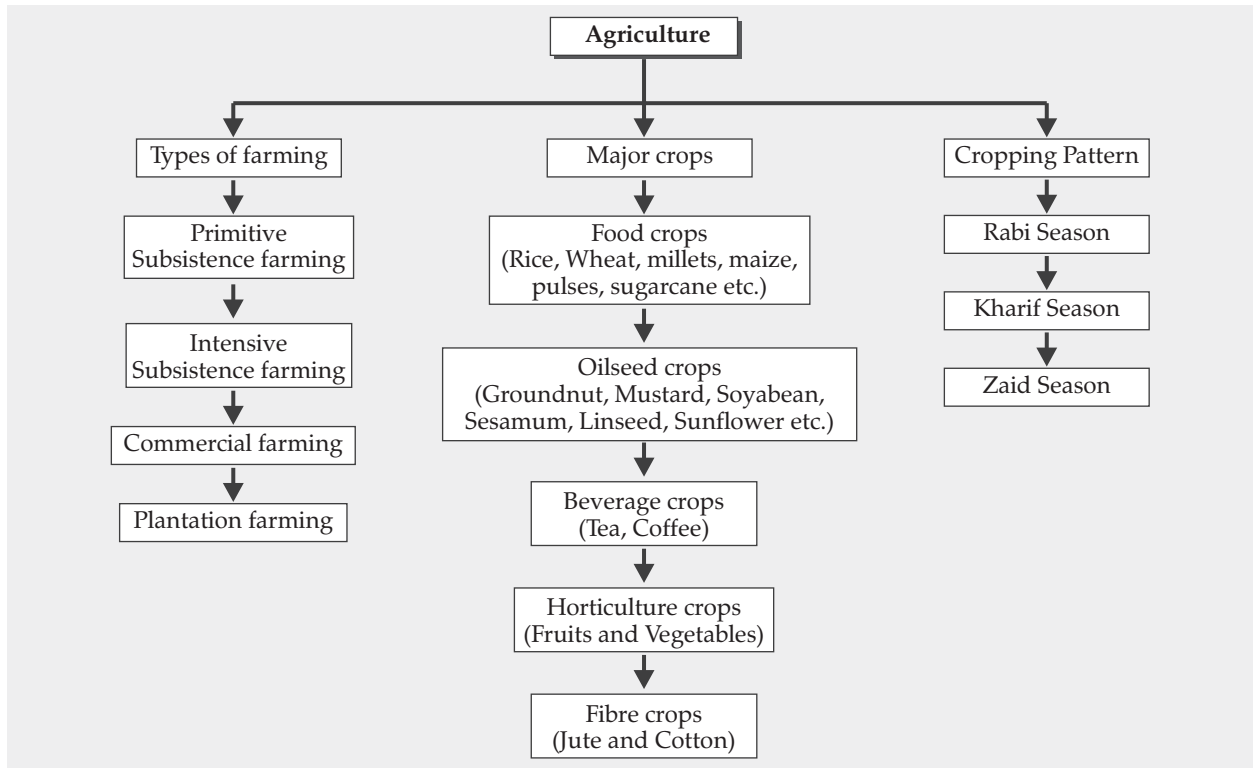 Agriculture
Types of farming
Primitive
Subsistence farming
Intensive
Subsistence farming
Commercial farming
Plantation farming
Major crops
Food crops
(Rice, Wheat, millets, maize,
pulses, sugarcane etc.)
Oilseed crops
(Groundnut, Mustard, Soyabean,
Sesamum, Linseed, Sunflower etc.)
Beverage crops
(Tea, Coffee)
Horticulture crops
(Fruits and Vegetables)
Fibre crops
(Jute and Cotton)
Cropping Pattern
Rabi Season
Kharif Season
Zaid Season